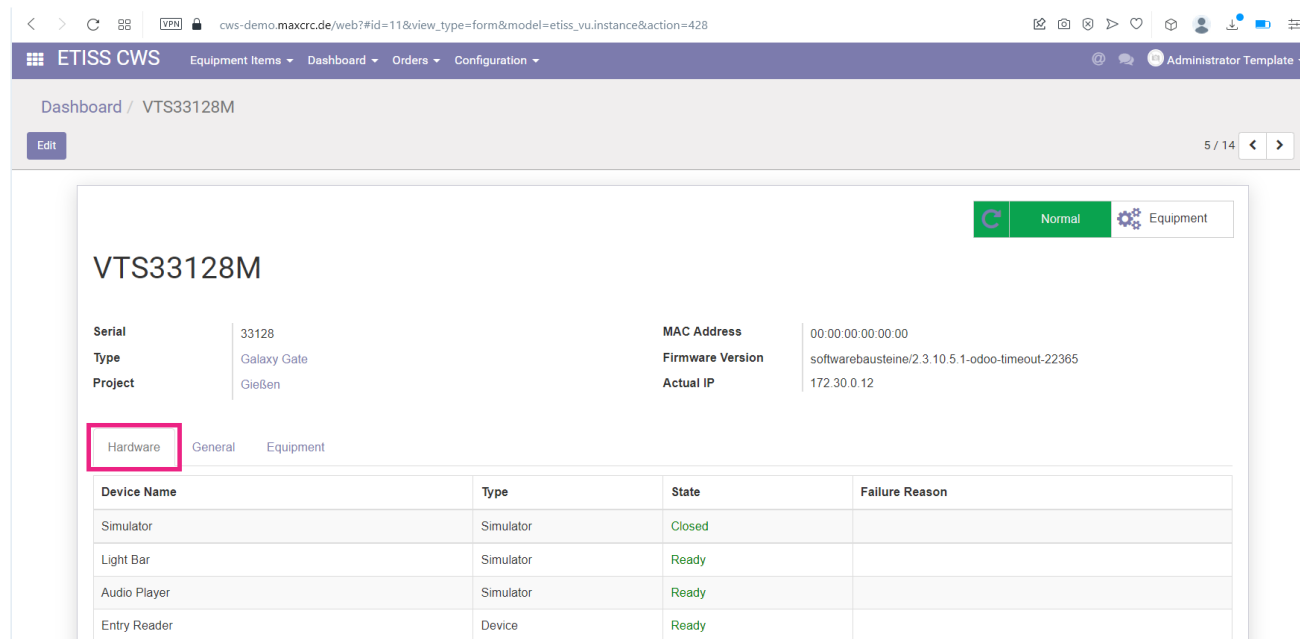 VPN cws-demo.maxcrc.de/web?#id=11&view_type=form&model=etiss_vu.instance&action=428
ETISS CWS Equipment Items Dashboard Orders Configuration @ Administrator Template
Dashboard / VTS33128M
Edit 5 / 14
Normal Equipment
VTS33128M
Serial 33128 MAC Address 00:00:00:00:00:00
Type Galaxy Gate Firmware Version softwarebausteine/2.3.10.5.1-odoo-timeout-22365
Project Gießen Actual IP 172.30.0.12
Hardware General Equipment
Device Name Type State Failure Reason
Simulator Simulator Closed
Light Bar Simulator Ready
Audio Player Simulator Ready
Entry Reader Device Ready